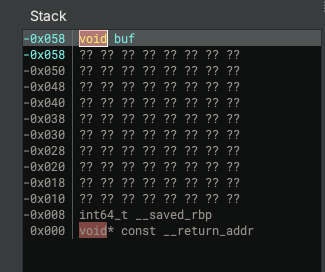 Stack
-0x058 void buf
-0x058 ?? ?? ?? ?? ?? ?? ?? ??
-0x050 ?? ?? ?? ?? ?? ?? ?? ??
-0x048 ?? ?? ?? ?? ?? ?? ?? ??
-0x040 ?? ?? ?? ?? ?? ?? ?? ??
-0x038 ?? ?? ?? ?? ?? ?? ?? ??
-0x030 ?? ?? ?? ?? ?? ?? ?? ??
-0x028 ?? ?? ?? ?? ?? ?? ?? ??
-0x020 ?? ?? ?? ?? ?? ?? ?? ??
-0x018 ?? ?? ?? ?? ?? ?? ?? ??
-0x010 ?? ?? ?? ?? ?? ?? ?? ??
-0x008 int64_t __saved_rbp
0x000 void* const __return_addr